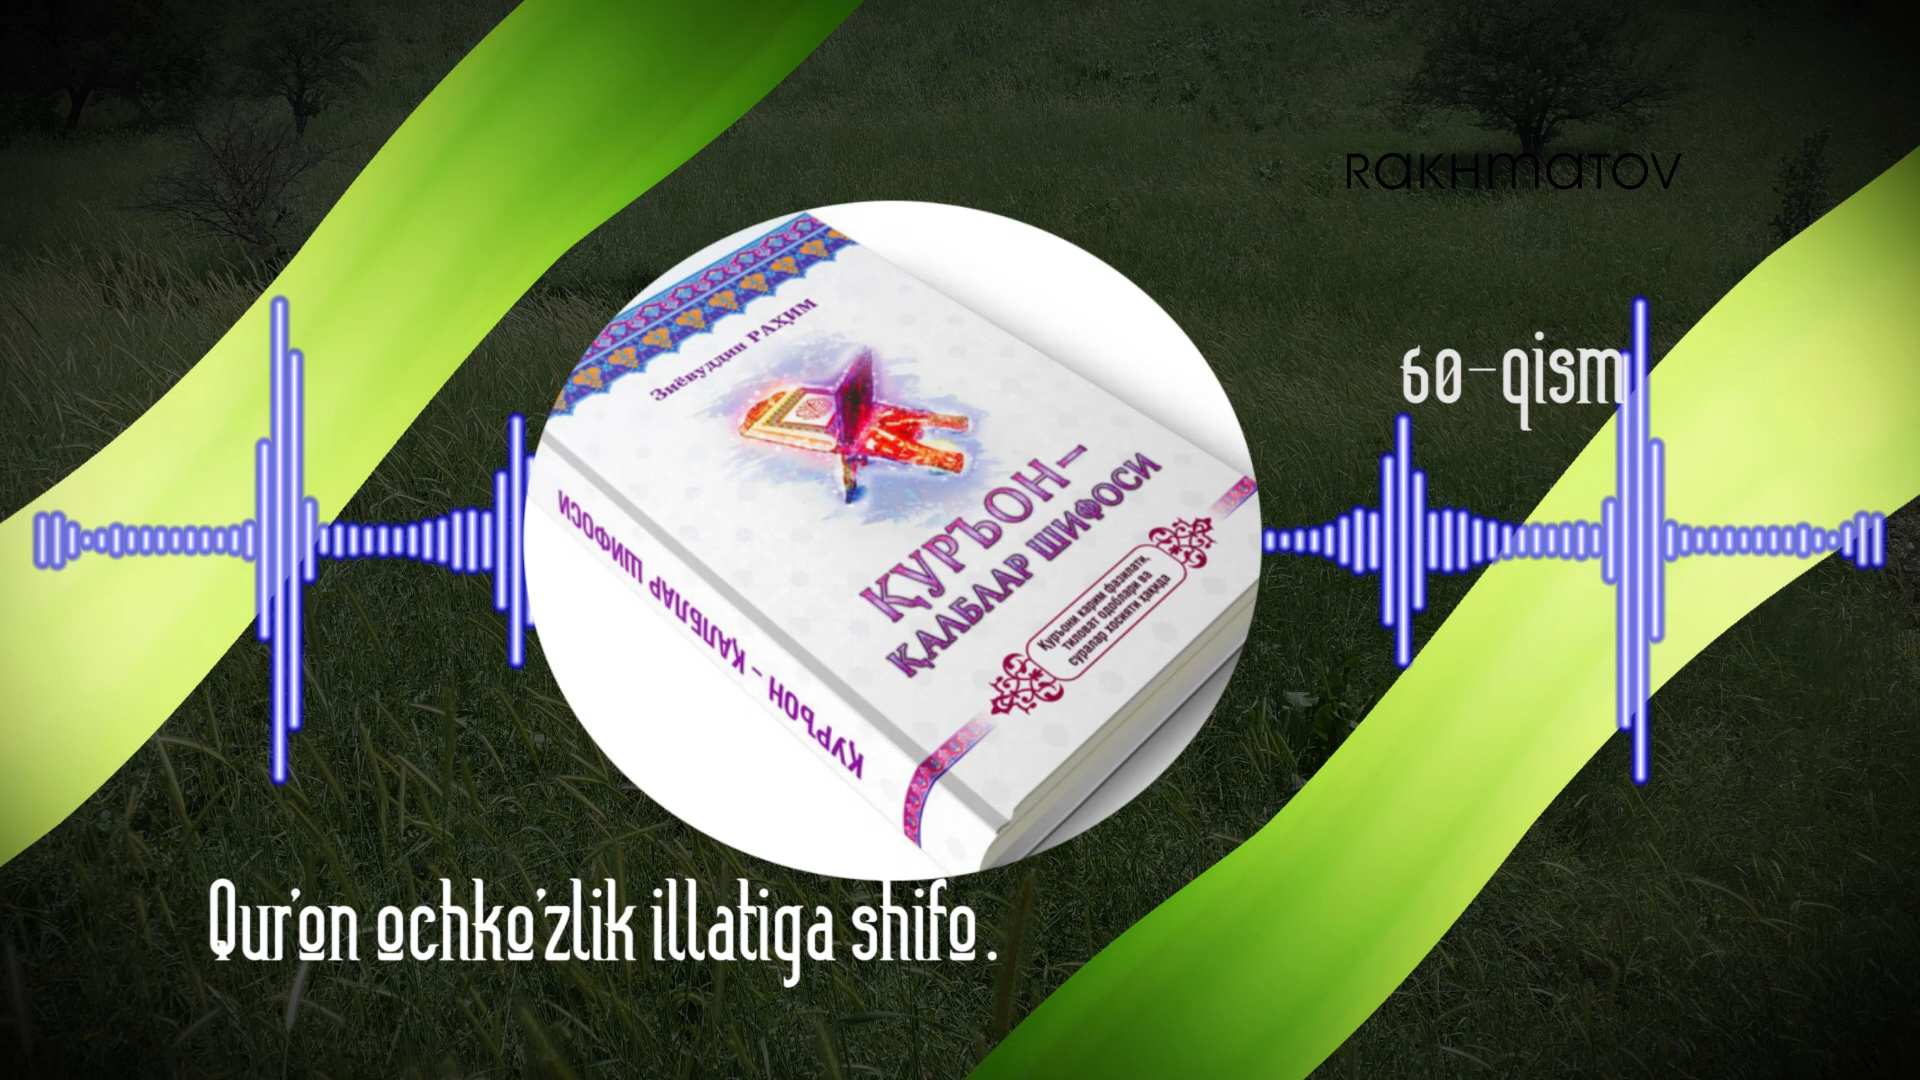 RAKHMATOV
60-qism
Зиёвуддин РАҲИМ
ҚУРЪОН–
ҚАЛБЛАР ШИФОСИ
Қуръони карим фазилати,
тиловат одоблари ва
суралар хосияти ҳақида
ҚУРЪОН – ҚАЛБЛАР ШИФОСИ
Qur'on ochko'zlik illatiga shifo.